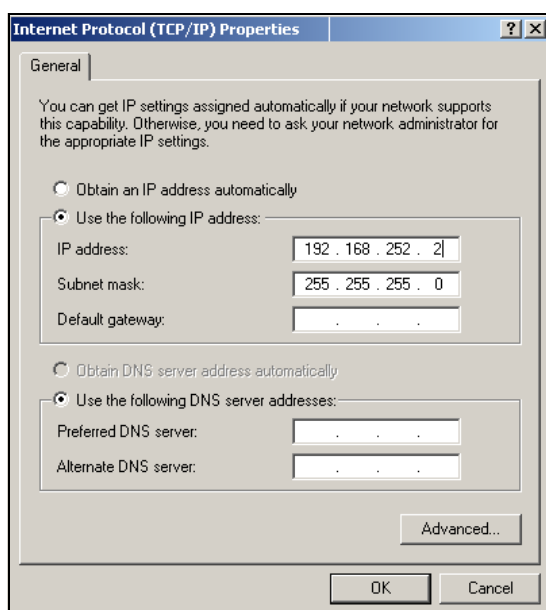 Internet Protocol (TCP/IP) Properties
General
You can get IP settings assigned automatically if your network supports
this capability. Otherwise, you need to ask your network administrator for
the appropriate IP settings.
Obtain an IP address automatically
Use the following IP address:
IP address: 192 . 168 . 252 . 2
Subnet mask: 255 . 255 . 255 . 0
Default gateway: . . .
Obtain DNS server address automatically
Use the following DNS server addresses:
Preferred DNS server: . . .
Alternate DNS server: . . .
Advanced...
OK Cancel